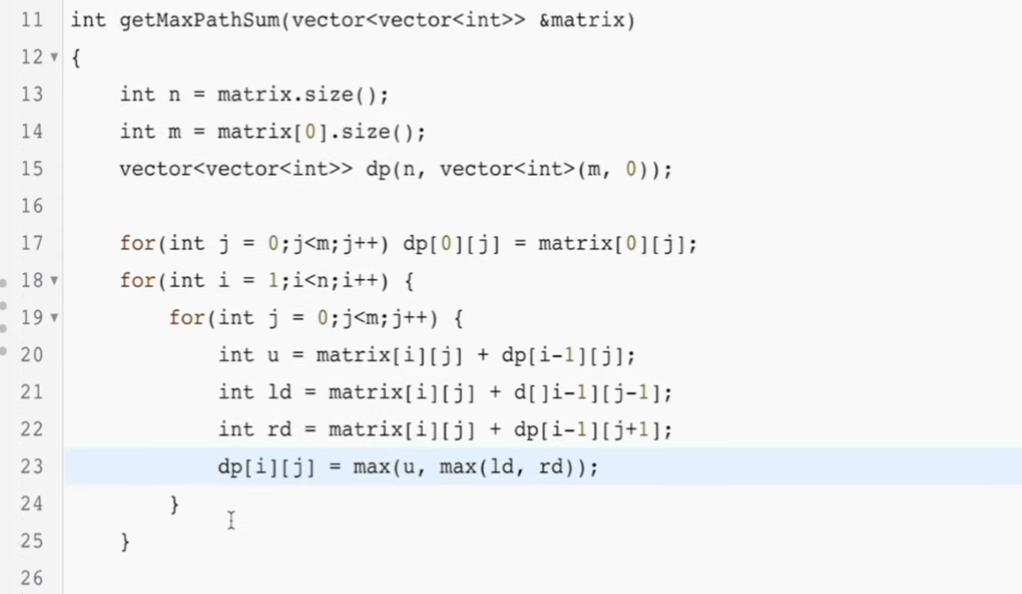 11 int getMaxPathSum(vector<vector<int>> &matrix)
12 {
13     int n = matrix.size();
14     int m = matrix[0].size();
15     vector<vector<int>> dp(n, vector<int>(m, 0));
16
17     for(int j = 0;j<m;j++) dp[0][j] = matrix[0][j];
18     for(int i = 1;i<n;i++) {
19         for(int j = 0;j<m;j++) {
20             int u = matrix[i][j] + dp[i-1][j];
21             int ld = matrix[i][j] + d[]i-1][j-1];
22             int rd = matrix[i][j] + dp[i-1][j+1];
23             dp[i][j] = max(u, max(ld, rd));
24         }
25     }
26